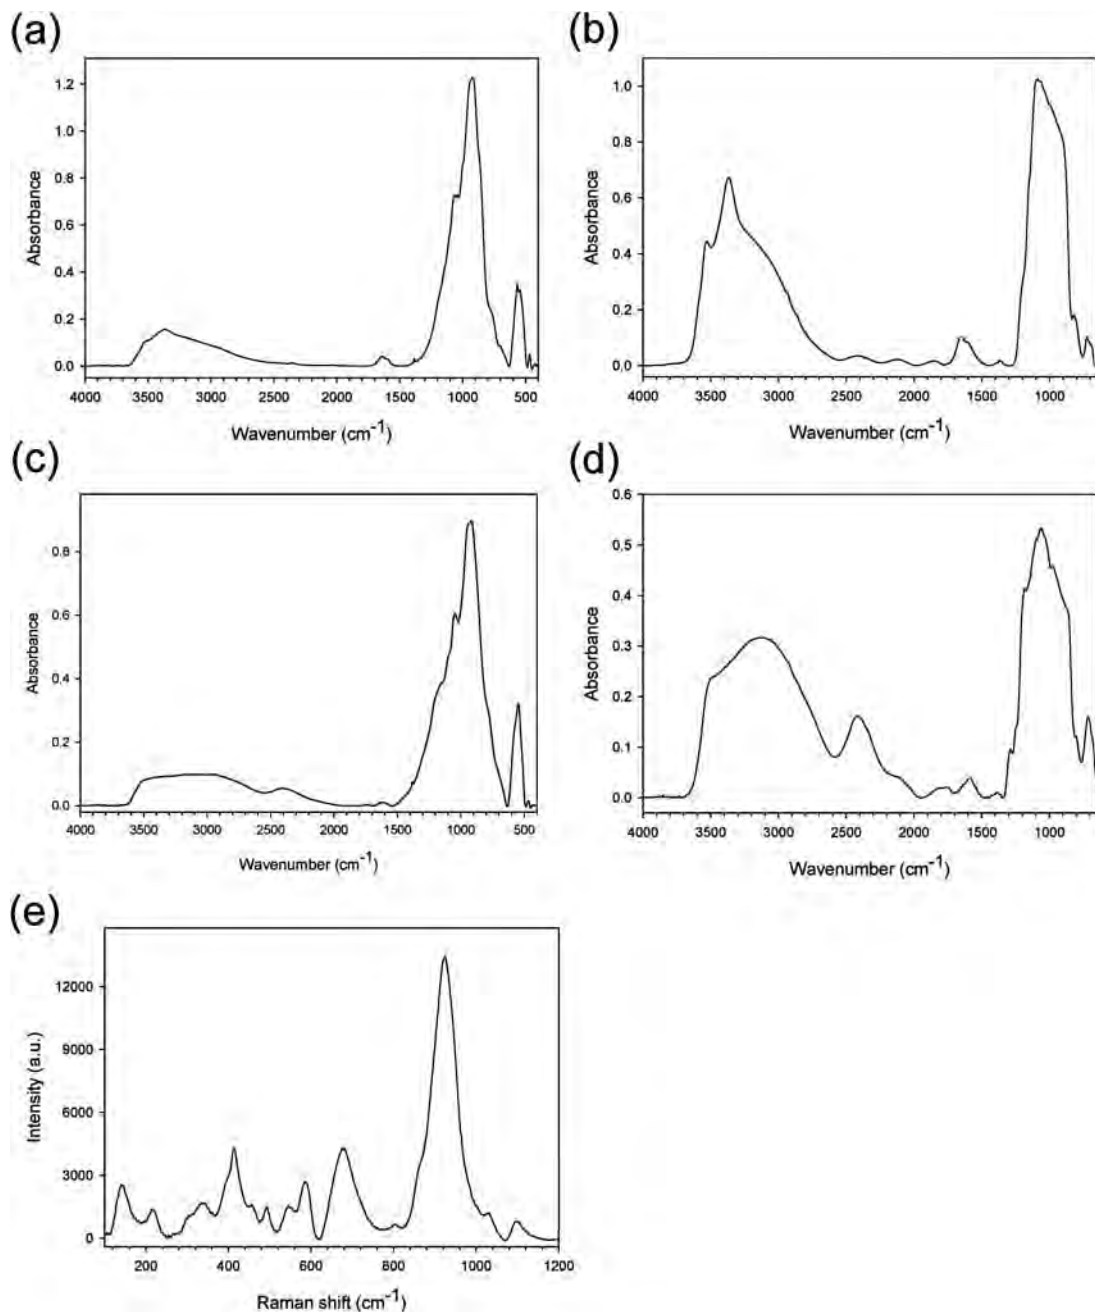 (a)
(b)
1.2
1.0
0.8
0.6
0.4
0.2
0.0
Absorbance
4000 3500 3000 2500 2000 1500 1000 500
Wavenumber (cm-1)
1.0
0.8
0.6
0.4
0.2
0.0
Absorbance
4000 3500 3000 2500 2000 1500 1000
Wavenumber (cm-1)
(c)
(d)
0.8
0.6
0.4
0.2
0.0
Absorbance
4000 3500 3000 2500 2000 1500 1000 500
Wavenumber (cm-1)
0.6
0.5
0.4
0.3
0.2
0.1
0.0
Absorbance
4000 3500 3000 2500 2000 1500 1000
Wavenumber (cm-1)
(e)
12000
9000
6000
3000
0
Intensity (a.u.)
200 400 600 800 1000 1200
Raman shift (cm-1)